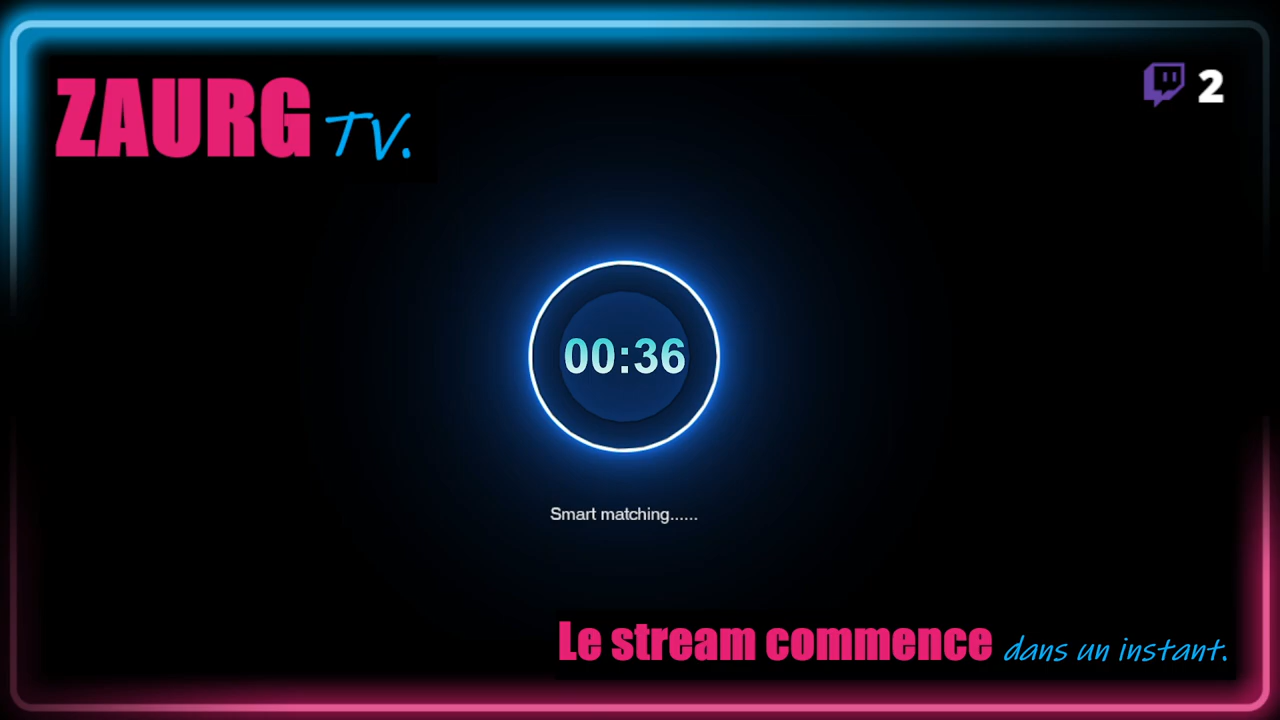 ZAURG TV.
2
00:36
Smart matching......
Le stream commence dans un instant.